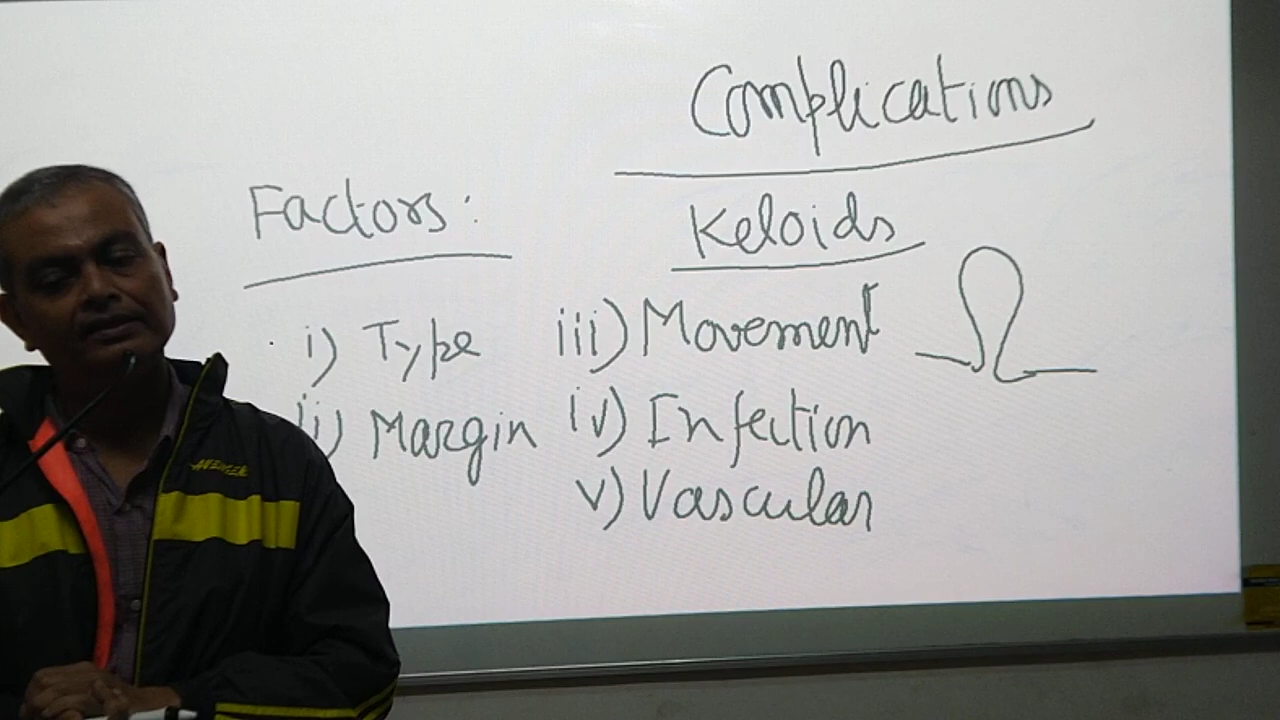 Complications
Factors:
Keloids
i) Type
ii) Margin
iii) Movement
iv) Infection
v) Vascular